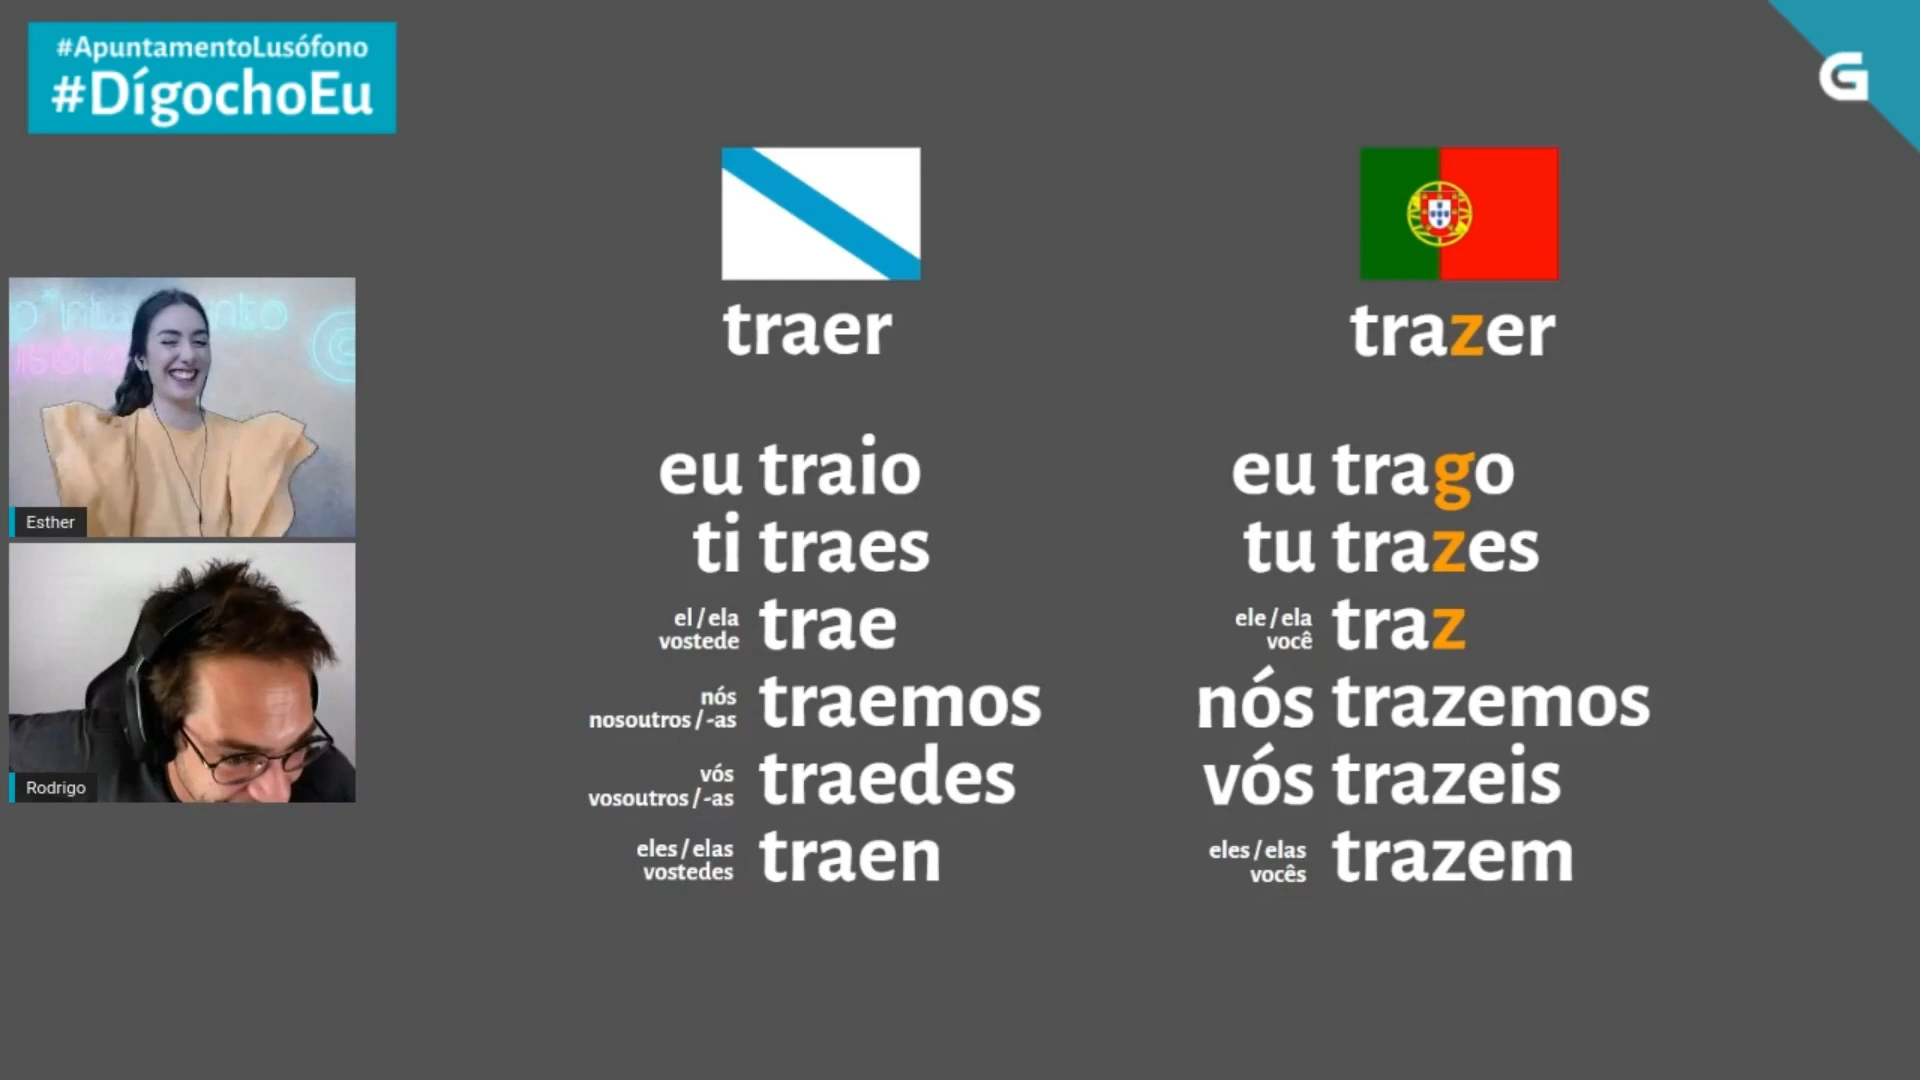 #ApuntamentoLusófono
#DígochoEu
G
Esther
Rodrigo
traer
eu traio
ti traes
el/ela
vostede
trae
nós
nosoutros/-as
traemos
vós
vosoutros/-as
traedes
eles/elas
vostedes
traen
trazer
eu trago
tu trazes
ele/ela
você
traz
nós trazemos
vós trazeis
eles/elas
vocês
trazem